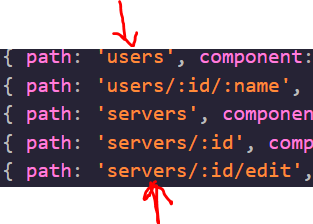 { path: 'users', component:
{ path: 'users/:id/:name',
{ path: 'servers', componen
{ path: 'servers/:id', comp
{ path: 'servers/:id/edit',